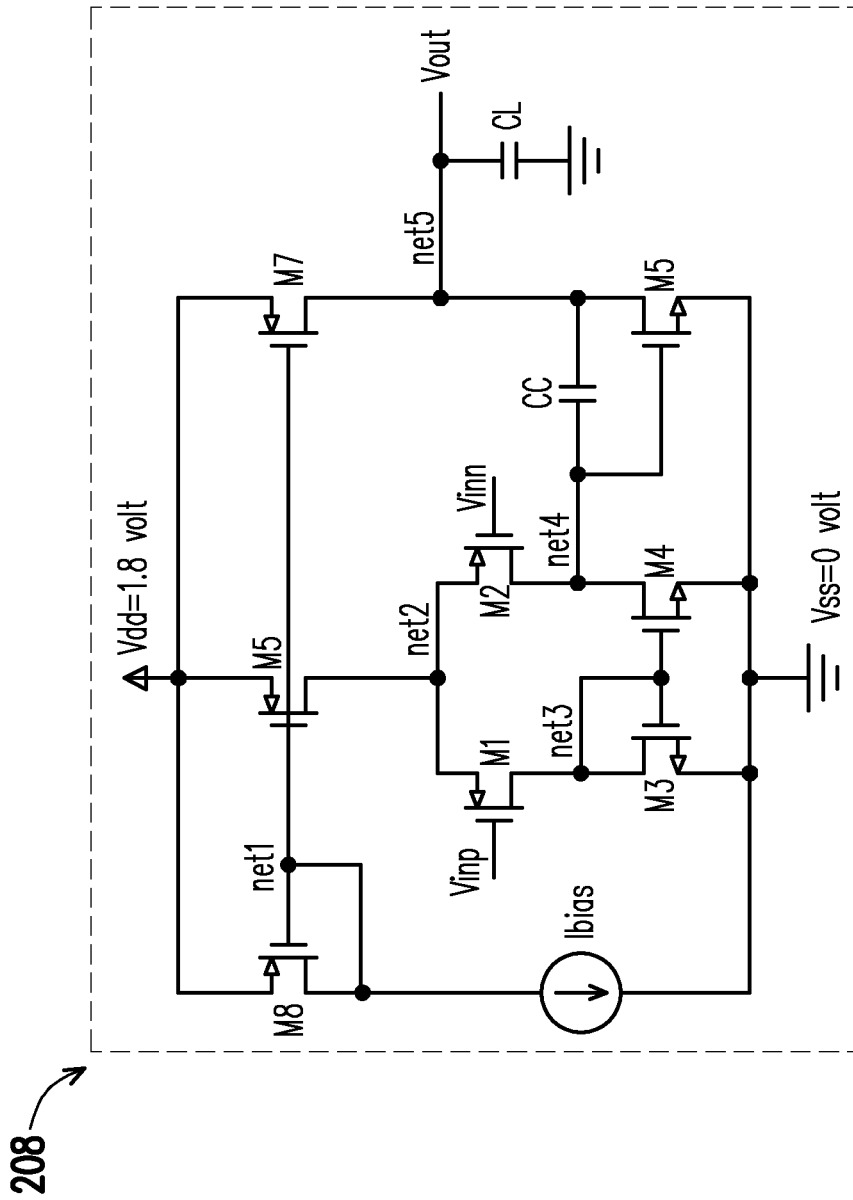 208
Vdd=1.8 volt
M8
net1
M5
M7
net2
Vinp
M1
M2
Vinn
net5
Vout
CL
Ibias
net3
net4
CC
M3
M4
M5
Vss=0 volt